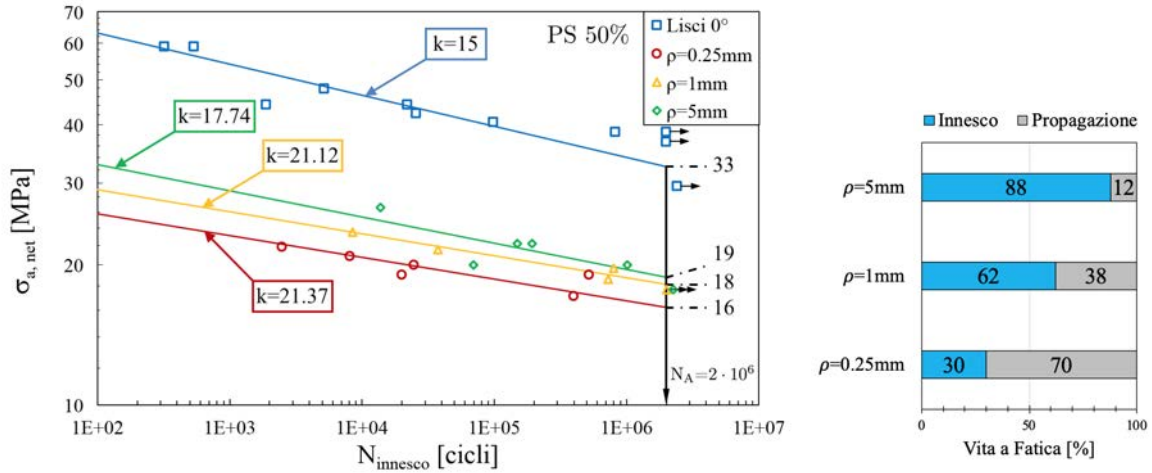 70
60
50
40
30
20
10
σa, net [MPa]
1E+02
1E+03
1E+04
1E+05
1E+06
1E+07
Ninnesco [cicli]
PS 50%
Lisci 0°
ρ=0.25mm
ρ=1mm
ρ=5mm
k=15
k=17.74
k=21.12
k=21.37
33
19
18
16
NA=2 · 10⁶
Innesco
Propagazione
ρ=5mm
88
12
ρ=1mm
62
38
ρ=0.25mm
30
70
0
50
100
Vita a Fatica [%]